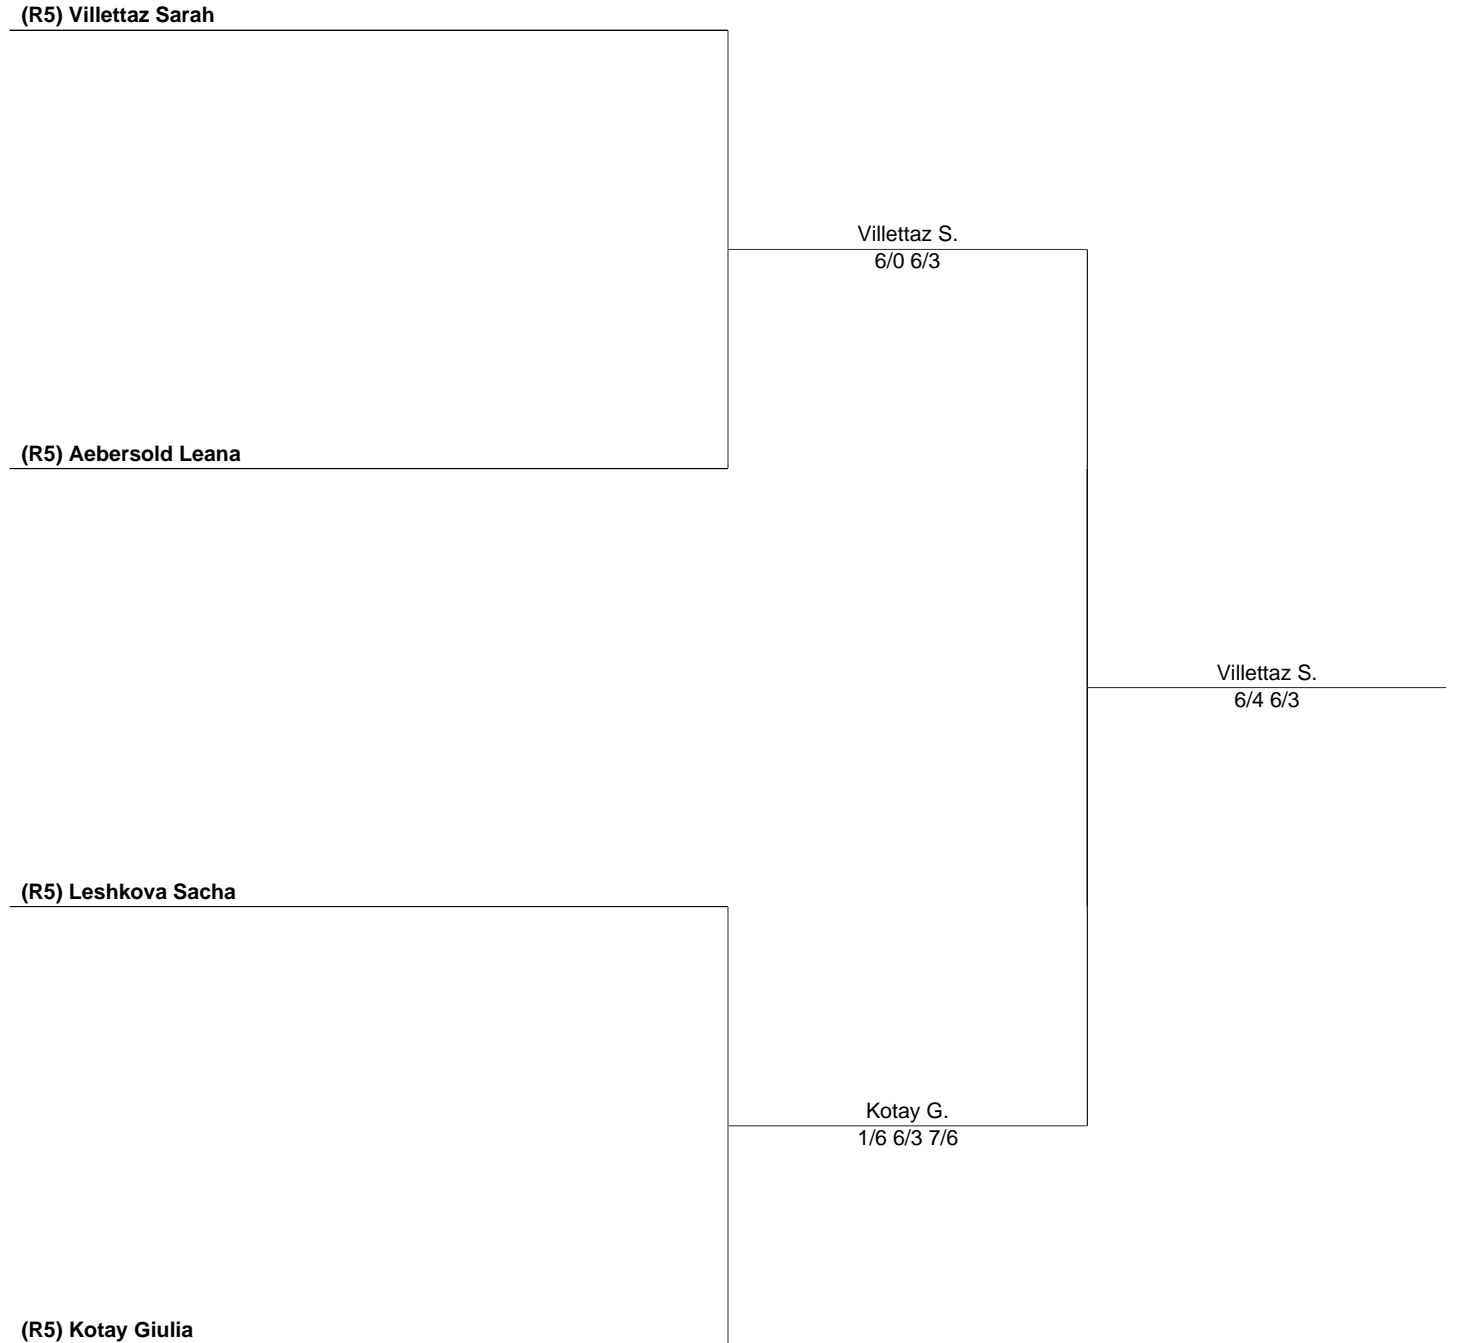 (R5) Villettaz Sarah
Villettaz S.
6/0 6/3
(R5) Aebersold Leana
Villettaz S.
6/4 6/3
(R5) Leshkova Sacha
Kotay G.
1/6 6/3 7/6
(R5) Kotay Giulia